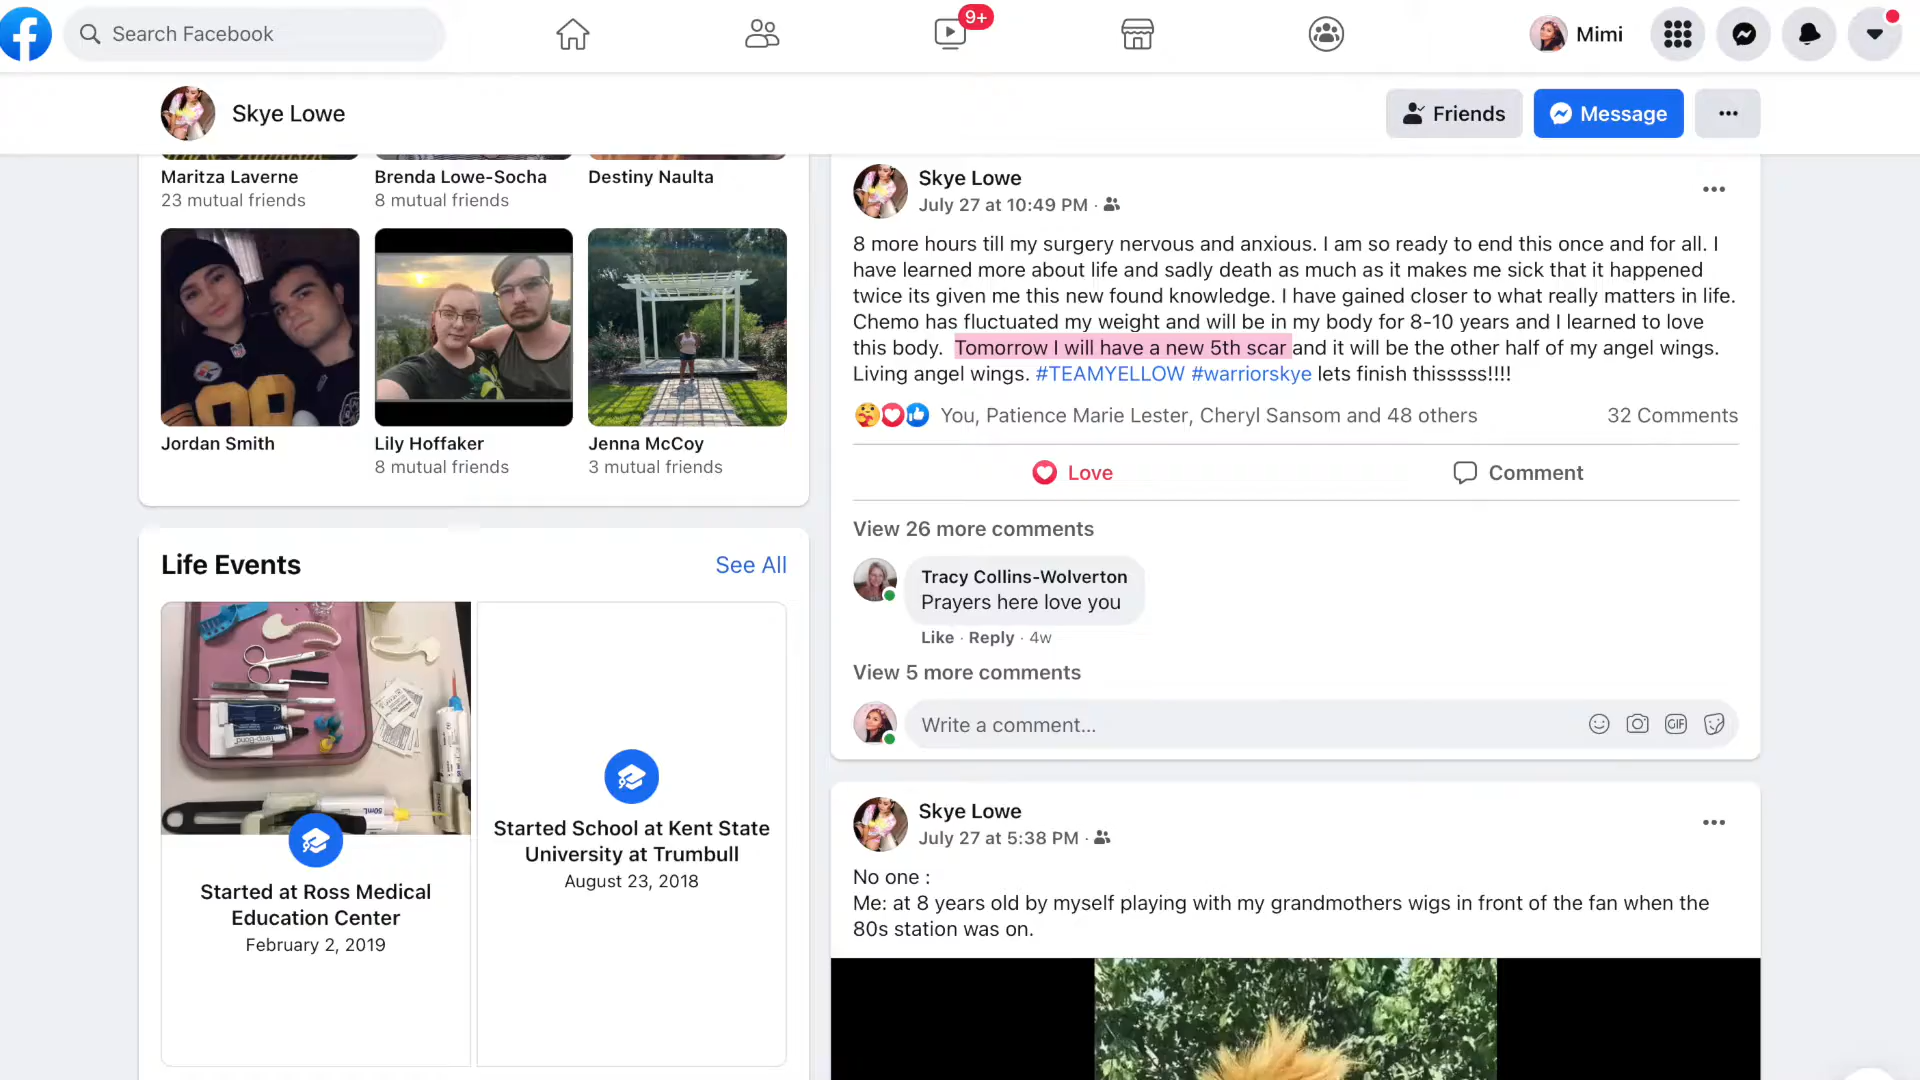 Search Facebook
9+
Mimi
Skye Lowe
Friends
Message
Maritza Laverne
23 mutual friends
Brenda Lowe-Socha
8 mutual friends
Destiny Naulta
Jordan Smith
Lily Hoffaker
8 mutual friends
Jenna McCoy
3 mutual friends
Life Events
See All
Started at Ross Medical
Education Center
February 2, 2019
Started School at Kent State
University at Trumbull
August 23, 2018
Skye Lowe
July 27 at 10:49 PM ·
8 more hours till my surgery nervous and anxious. I am so ready to end this once and for all. I
have learned more about life and sadly death as much as it makes me sick that it happened
twice its given me this new found knowledge. I have gained closer to what really matters in life.
Chemo has fluctuated my weight and will be in my body for 8-10 years and I learned to love
this body. Tomorrow I will have a new 5th scar and it will be the other half of my angel wings.
Living angel wings. #TEAMYELLOW #warriorskye lets finish thisssss!!!!
You, Patience Marie Lester, Cheryl Sansom and 48 others
32 Comments
Love
Comment
View 26 more comments
Tracy Collins-Wolverton
Prayers here love you
Like · Reply · 4w
View 5 more comments
Write a comment...
GIF
Skye Lowe
July 27 at 5:38 PM ·
No one :
Me: at 8 years old by myself playing with my grandmothers wigs in front of the fan when the
80s station was on.